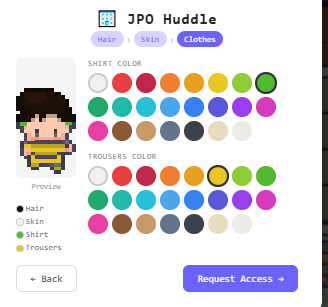 JPO Huddle
Hair › Skin › Clothes
SHIRT COLOR
TROUSERS COLOR
Preview
Hair
Skin
Shirt
Trousers
← Back
Request Access →